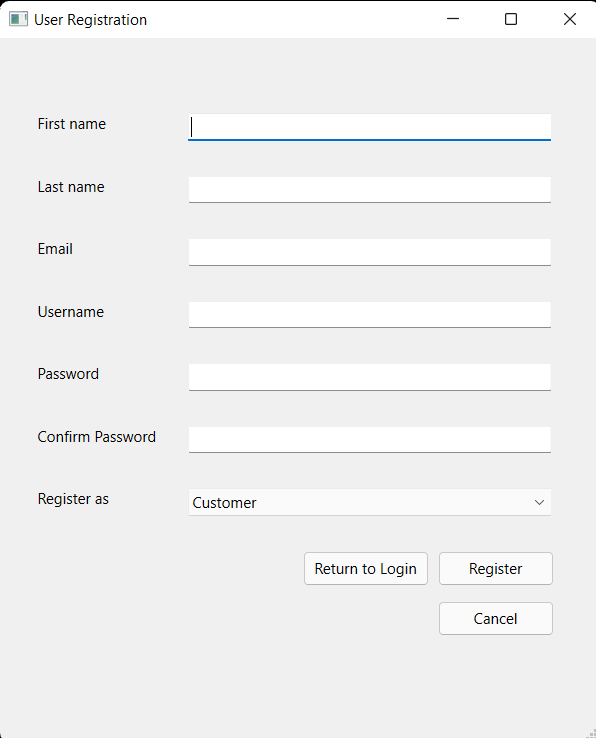 User Registration
First name
Last name
Email
Username
Password
Confirm Password
Register as Customer
Return to Login Register
Cancel